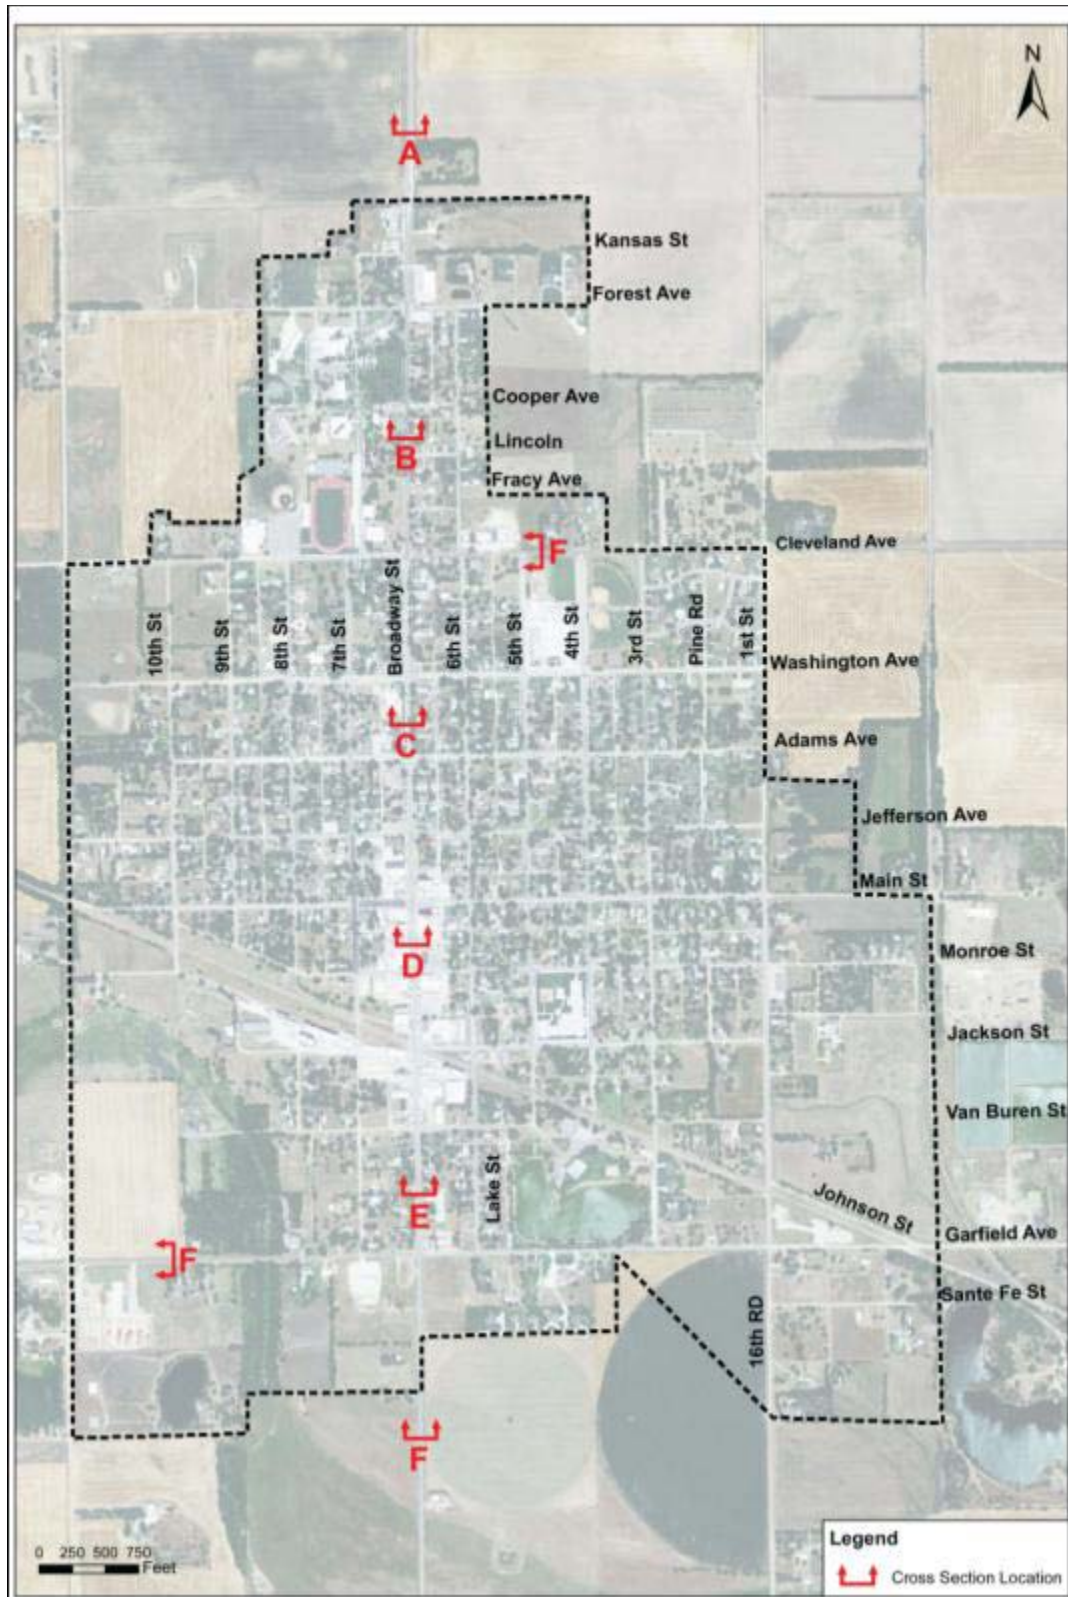 N
A
Kansas St
Forest Ave
Cooper Ave
B
Lincoln
Fracy Ave
F
Cleveland Ave
10th St
9th St
8th St
7th St
Broadway St
6th St
5th St
4th St
3rd St
Pine Rd
1st St
Washington Ave
C
Adams Ave
Jefferson Ave
Main St
D
Monroe St
Jackson St
Van Buren St
E
Lake St
Johnson St
Garfield Ave
F
Sante Fe St
16th RD
F
Legend
0 250 500 750
Feet
Cross Section Location